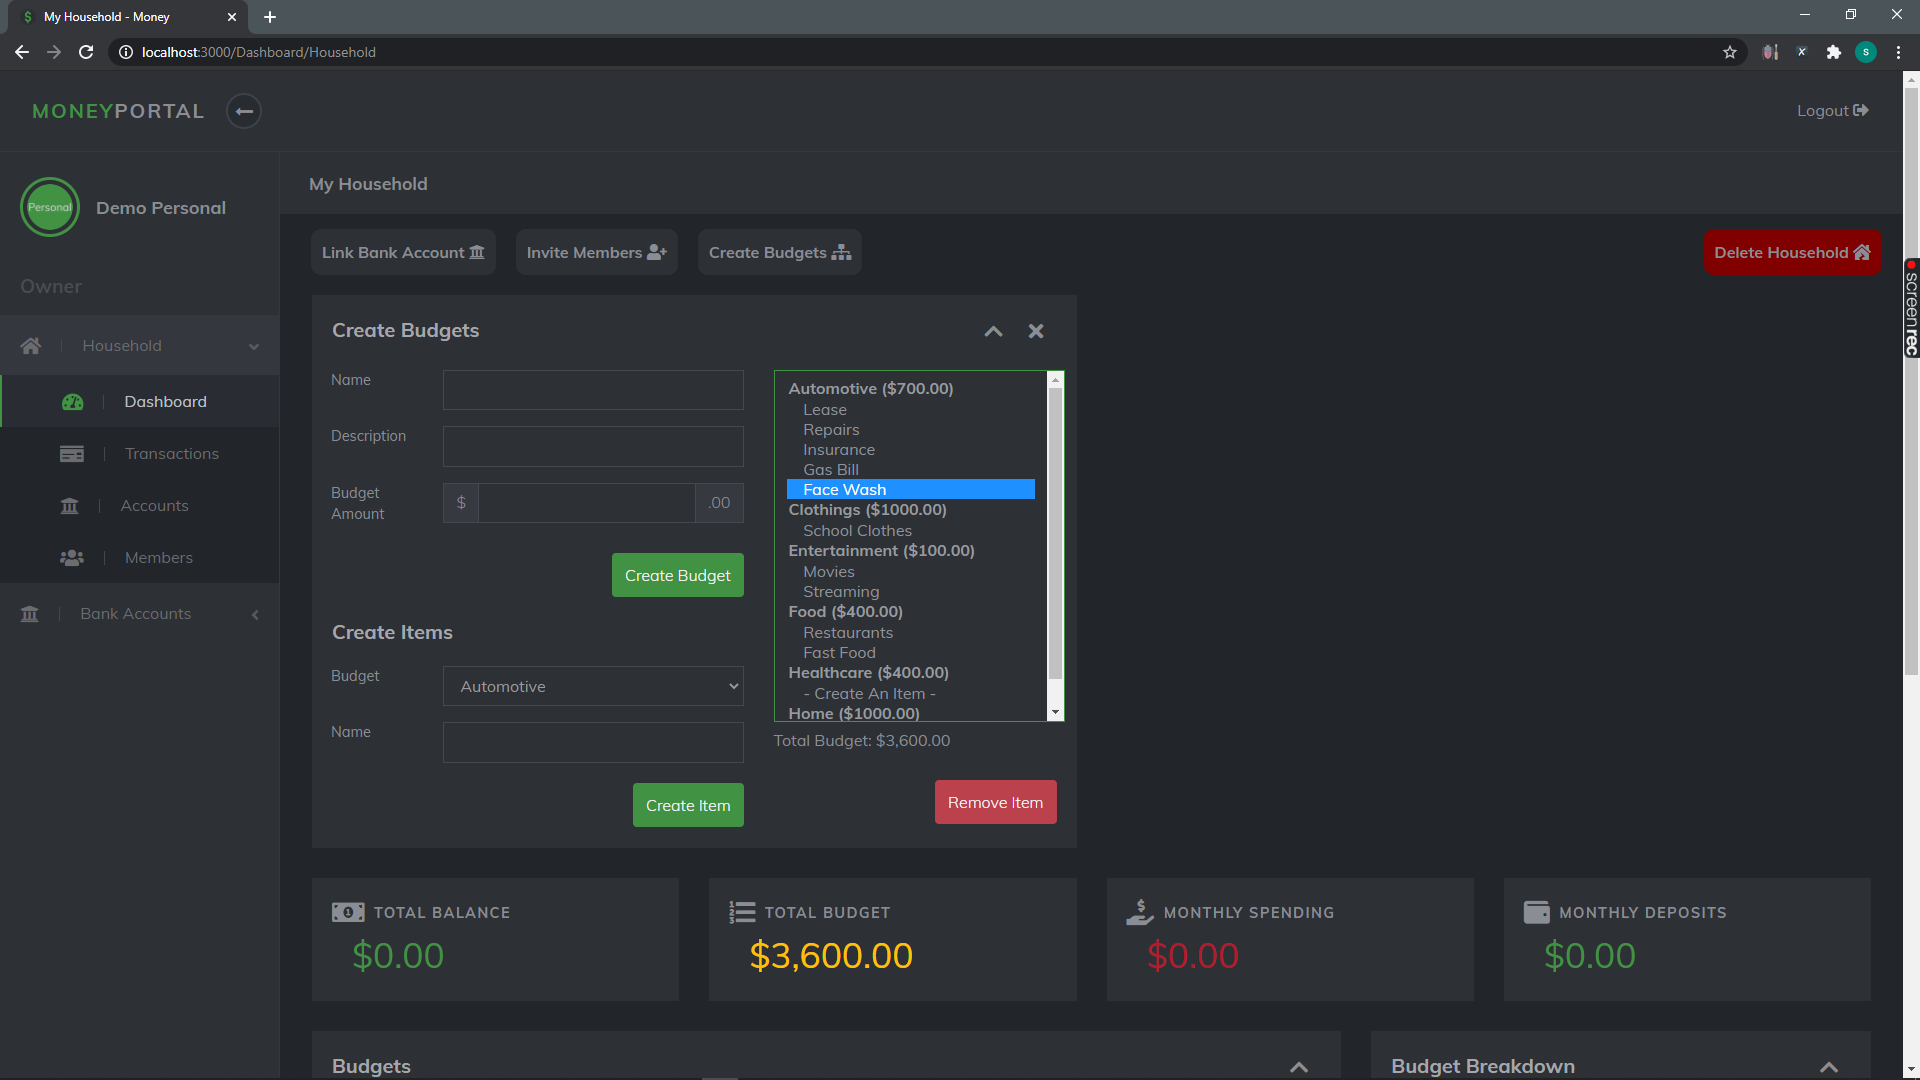 My Household - Money
localhost:3000/Dashboard/Household
S
MONEYPORTAL
Logout
Personal
Demo Personal
Owner
Household
Dashboard
Transactions
Accounts
Members
Bank Accounts
My Household
Link Bank Account
Invite Members
Create Budgets
Delete Household
Create Budgets
Name
Description
Budget
Amount
$
.00
Create Budget
Create Items
Budget
Automotive
Name
Create Item
Automotive ($700.00)
Lease
Repairs
Insurance
Gas Bill
Face Wash
Clothings ($1000.00)
School Clothes
Entertainment ($100.00)
Movies
Streaming
Food ($400.00)
Restaurants
Fast Food
Healthcare ($400.00)
- Create An Item -
Home ($1000.00)
Total Budget: $3,600.00
Remove Item
TOTAL BALANCE
$0.00
TOTAL BUDGET
$3,600.00
MONTHLY SPENDING
$0.00
MONTHLY DEPOSITS
$0.00
Budgets
Budget Breakdown
screenrec